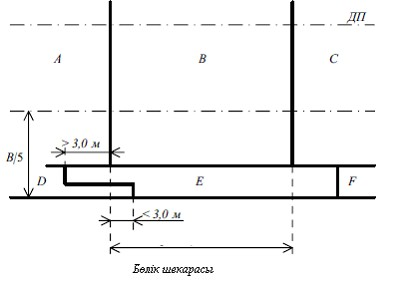 ДП
A B C
> 3,0 м
B/5
D E F
< 3,0 м
Бөлік шекарасы